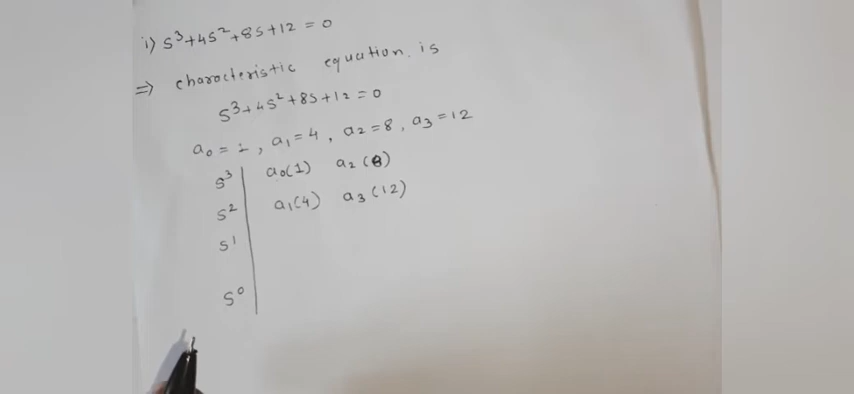 i) s³+4s²+8s+12 = 0
⇒ characteristic equation. is
s³+4s²+8s+12=0
a₀ = 1, a₁=4, a₂=8, a₃=12
s³ | a₀(1) a₂(8)
s² | a₁(4) a₃(12)
s¹ |
s⁰ |